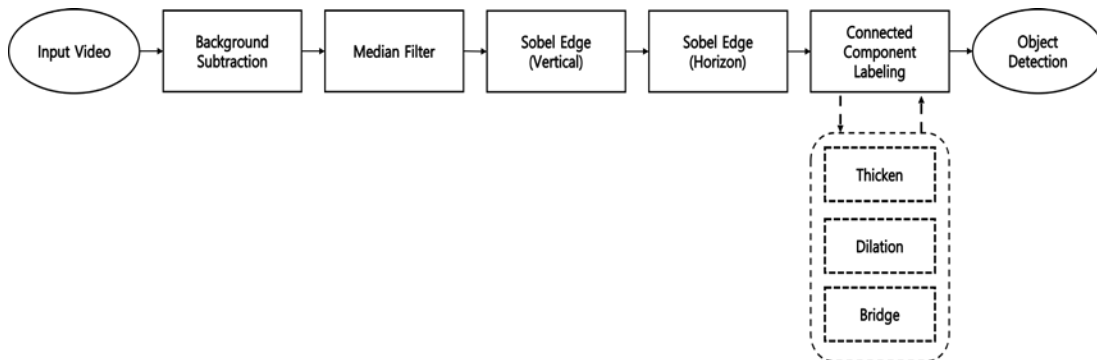 Input Video
Background
Subtraction
Median Filter
Sobel Edge
(Vertical)
Sobel Edge
(Horizon)
Connected
Component
Labeling
Object
Detection
Thicken
Dilation
Bridge